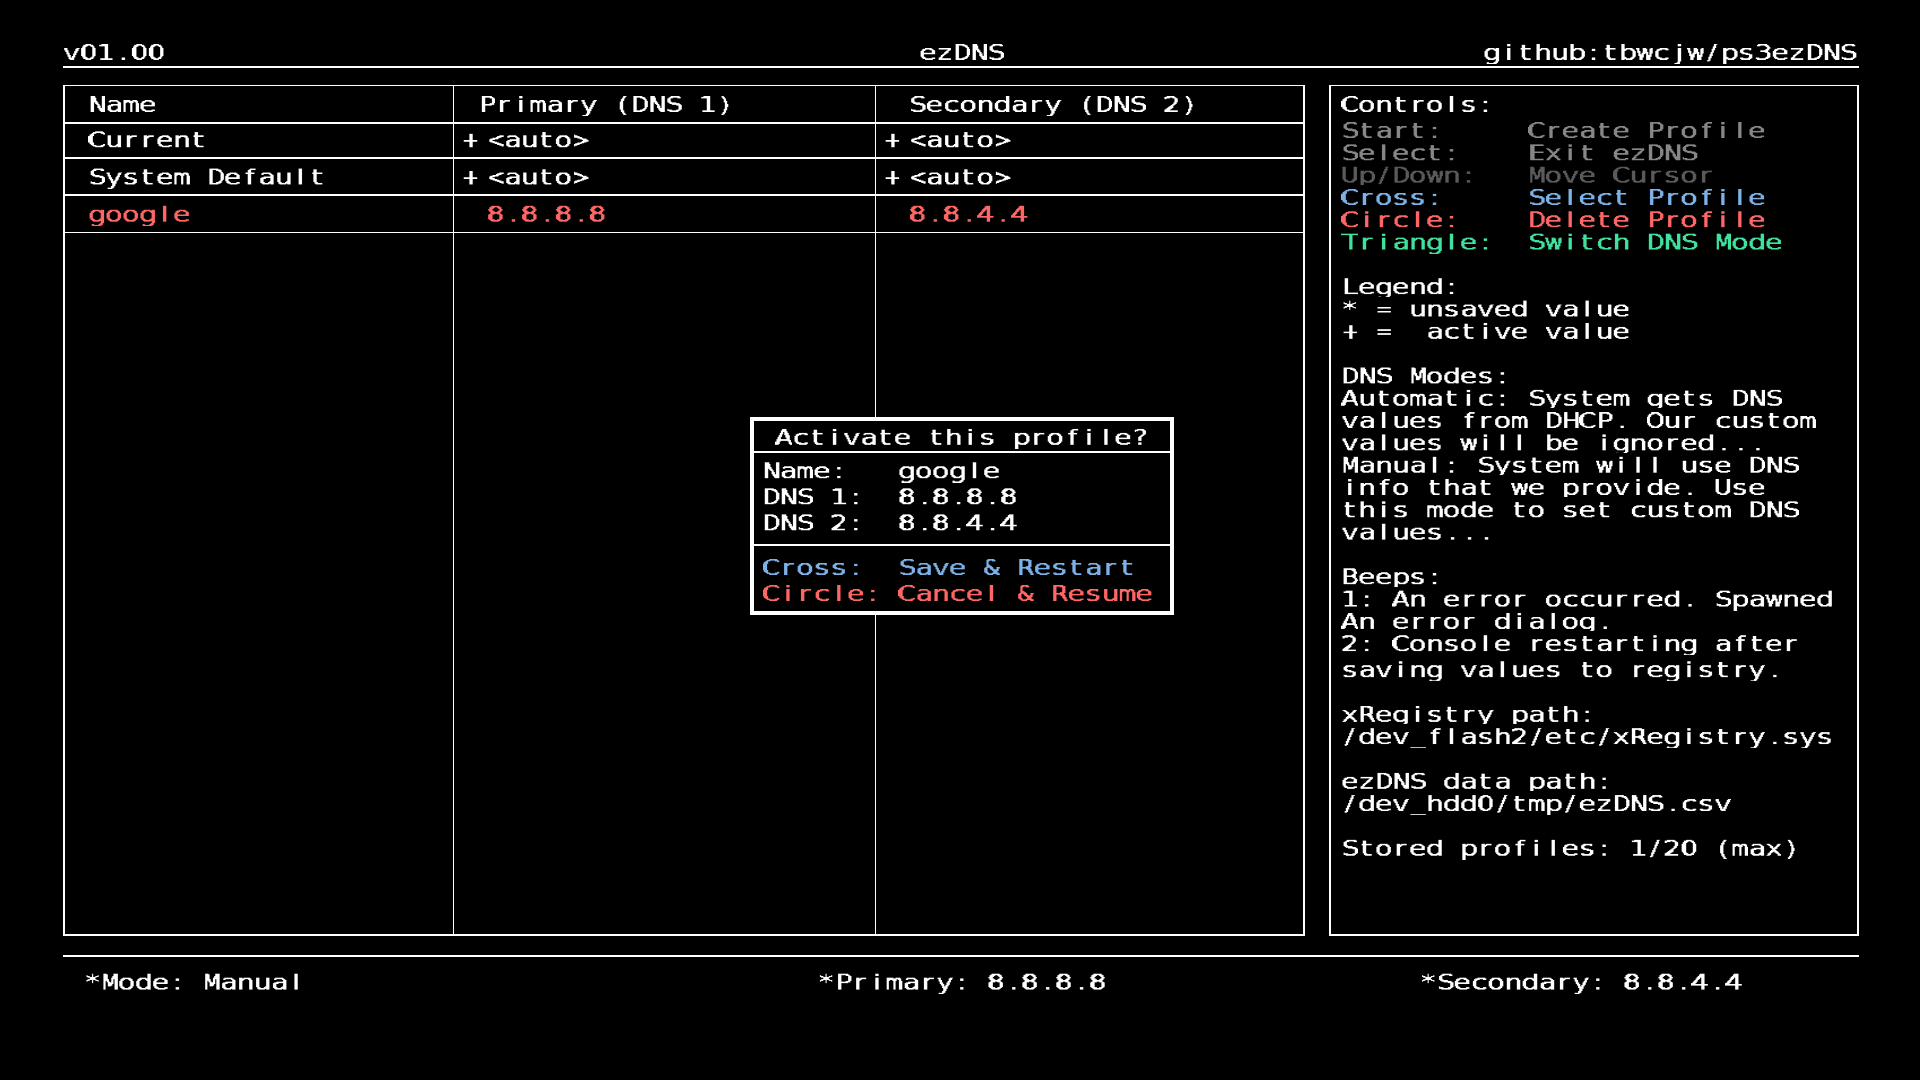 v01.00 ezDNS github:tbwcjw/ps3ezDNS
Name Primary (DNS 1) Secondary (DNS 2)
Current +<auto> +<auto>
System Default +<auto> +<auto>
google 8.8.8.8 8.8.4.4
Activate this profile?
Name: google
DNS 1: 8.8.8.8
DNS 2: 8.8.4.4
Cross: Save & Restart
Circle: Cancel & Resume
Controls:
Start: Create Profile
Select: Exit ezDNS
Up/Down: Move Cursor
Cross: Select Profile
Circle: Delete Profile
Triangle: Switch DNS Mode
Legend:
* = unsaved value
+ = active value
DNS Modes:
Automatic: System gets DNS
values from DHCP. Our custom
values will be ignored...
Manual: System will use DNS
info that we provide. Use
this mode to set custom DNS
values...
Beeps:
1: An error occurred. Spawned
An error dialog.
2: Console restarting after
saving values to registry.
xRegistry path:
/dev_flash2/etc/xRegistry.sys
ezDNS data path:
/dev_hdd0/tmp/ezDNS.csv
Stored profiles: 1/20 (max)
*Mode: Manual *Primary: 8.8.8.8 *Secondary: 8.8.4.4